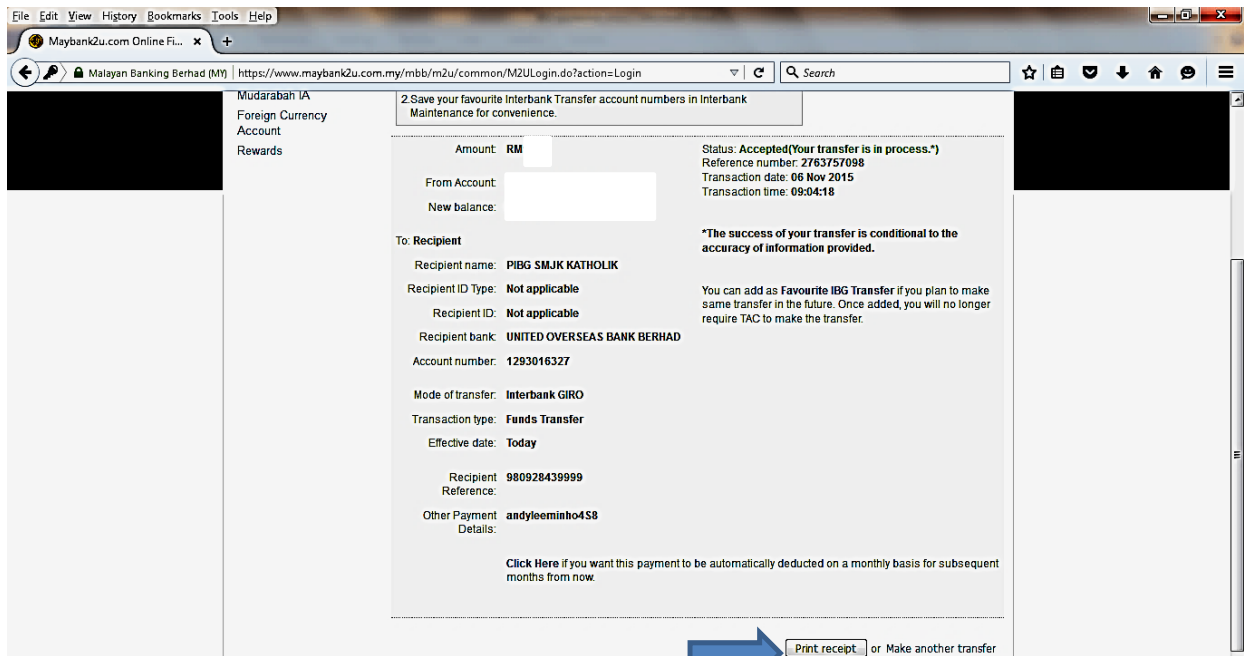 File Edit View History Bookmarks Tools Help
Maybank2u.com Online Fi... × +
Malayan Banking Berhad (MY) https://www.maybank2u.com.my/mbb/m2u/common/M2ULogin.do?action=Login Search
Mudarabah IA
Foreign Currency
Account
Rewards
2.Save your favourite Interbank Transfer account numbers in Interbank
Maintenance for convenience.
Amount: RM
From Account:
New balance:
To: Recipient
Recipient name: PIBG SMJK KATHOLIK
Recipient ID Type: Not applicable
Recipient ID: Not applicable
Recipient bank: UNITED OVERSEAS BANK BERHAD
Account number: 1293016327
Mode of transfer: Interbank GIRO
Transaction type: Funds Transfer
Effective date: Today
Recipient 980928439999
Reference:
Other Payment andyleeminho4S8
Details:
Status: Accepted(Your transfer is in process.*)
Reference number: 2763757098
Transaction date: 06 Nov 2015
Transaction time: 09:04:18
*The success of your transfer is conditional to the
accuracy of information provided.
You can add as Favourite IBG Transfer if you plan to make
same transfer in the future. Once added, you will no longer
require TAC to make the transfer.
Click Here if you want this payment to be automatically deducted on a monthly basis for subsequent
months from now.
Print receipt or Make another transfer